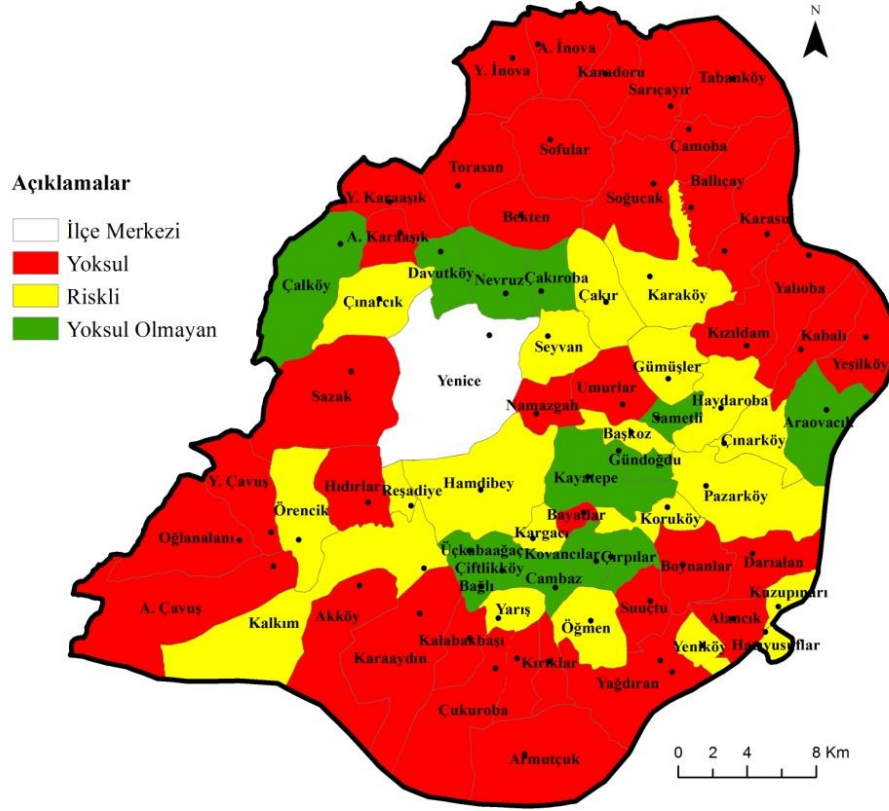 N
A. İnova
Y. İnova
Karadoru
Tabanköy
Sarıçayır
Çamoba
Sofular
Torasan
Ballıçay
Açıklamalar
Soğucak
Y. Karaaşık
Bekten
Karasu
İlçe Merkezi
A. Karaaşık
Yoksul
Davutköy
Riskli
Çalköy
Nevruz
Çakıroba
Yalıoba
Yoksul Olmayan
Çınarcık
Çakır
Karaköy
Kızıldam
Kabalı
Seyvan
Yeşilköy
Gümüşler
Yenice
Sazak
Umurlar
Haydaroba
Namazgah
Sametli
Araovacık
Başkoz
Çınarköy
Gündoğdu
Y. Çavuş
Kayatepe
Hıdırlar
Reşadiye
Hamdibey
Pazarköy
Örencik
Bayatlar
Koruköy
Oğlanalanı
Kargacı
Üçkabaağaç
Kovancılar
Çırpılar
Darıalan
Çiftlikköy
Boynanlar
Bağlı
Cambaz
Kuzupınarı
A. Çavuş
Akköy
Suuçtu
Alancık
Kalkım
Yarış
Öğmen
Kalabakbaşı
Yeniköy
Hacıyusuflar
Karaaydın
Kırıklar
Yağdıran
Çukuroba
Armutçuk
0 2 4 8 Km